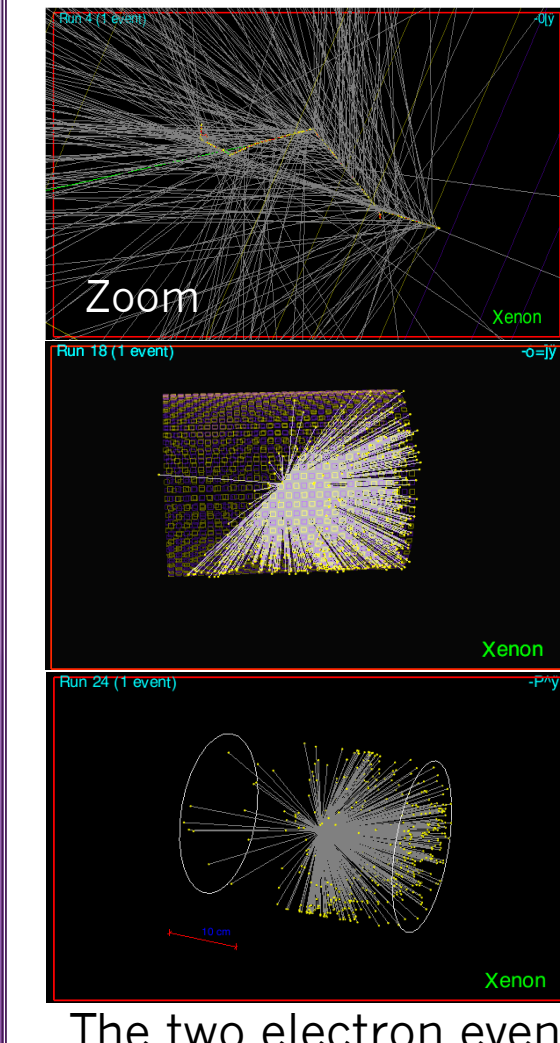 Run 4 (1 event) -0[y
Zoom
Xenon
Run 18 (1 event) -o=]ÿ
Xenon
Run 24 (1 event) -P^ÿ
10 cm
Xenon
The two electron even